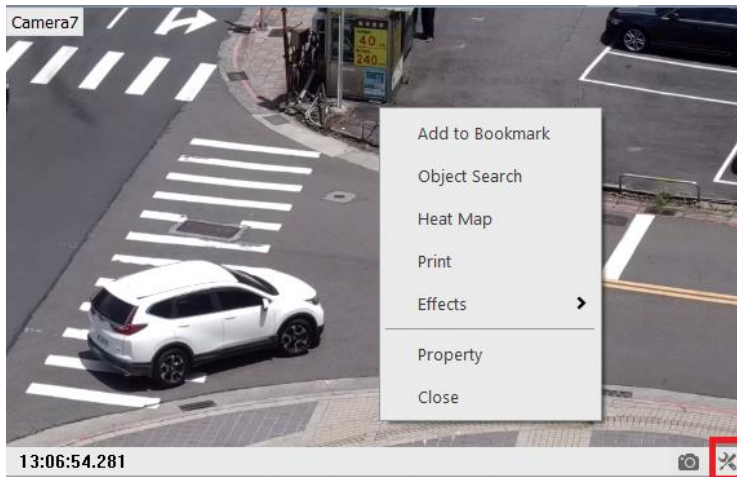 Camera7
40
240
Add to Bookmark
Object Search
Heat Map
Print
Effects
Property
Close
13:06:54.281